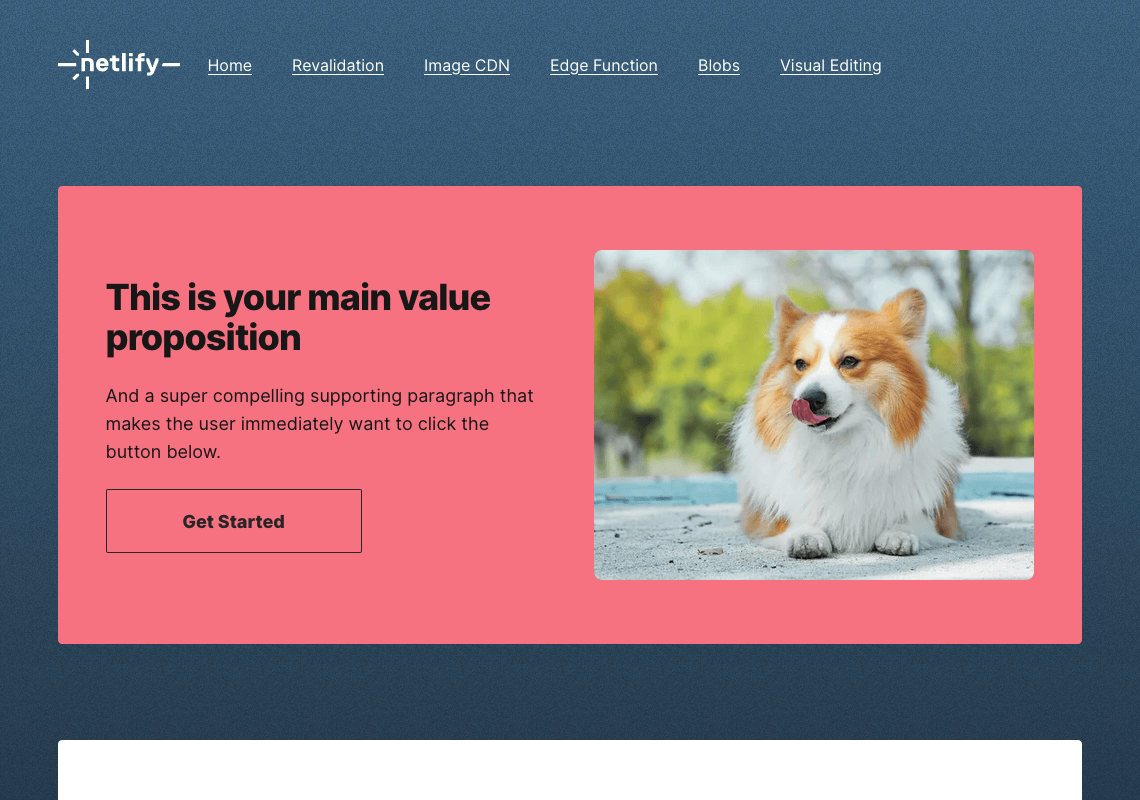 netlify
Home
Revalidation
Image CDN
Edge Function
Blobs
Visual Editing
This is your main value
proposition
And a super compelling supporting paragraph that
makes the user immediately want to click the
button below.
Get Started